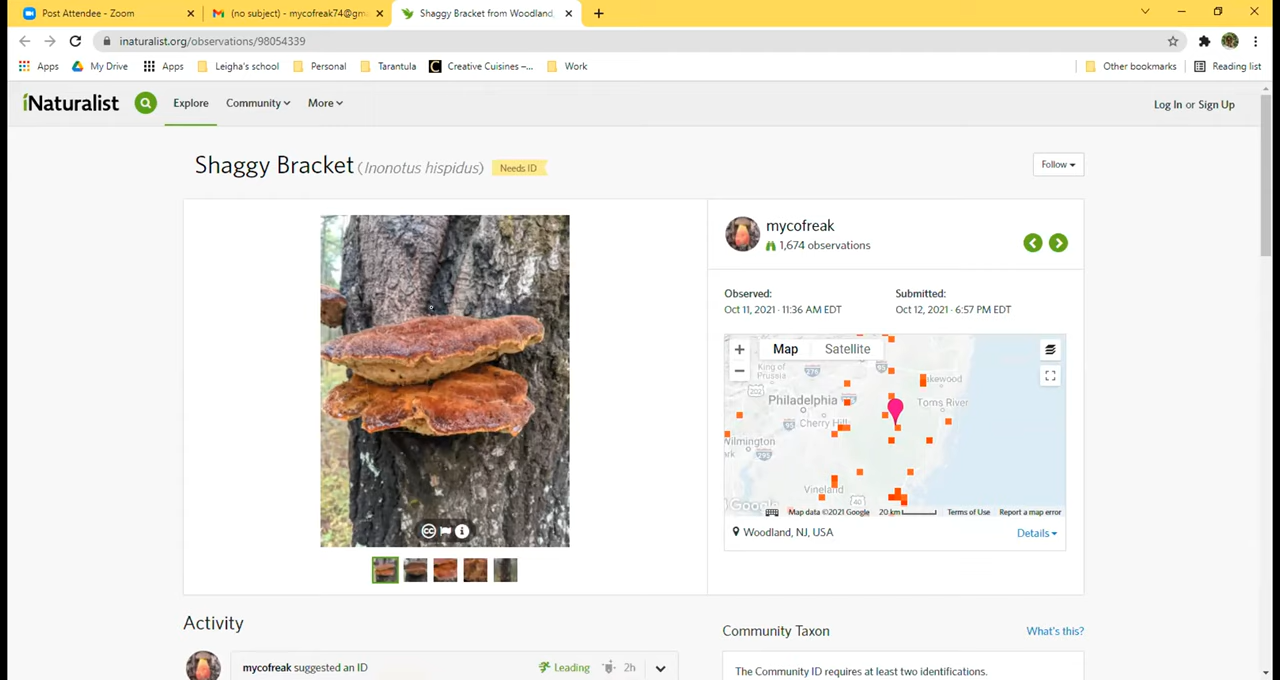 Post Attendee - Zoom
(no subject) - mycofreak74@gm
Shaggy Bracket from Woodland,
inaturalist.org/observations/98054339
Apps My Drive Apps Leigha's school Personal Tarantula Creative Cuisines –... Work Other bookmarks Reading list
iNaturalist Explore Community More Log In or Sign Up
Shaggy Bracket (Inonotus hispidus) Needs ID Follow
mycofreak
1,674 observations
Observed: Submitted:
Oct 11, 2021 · 11:36 AM EDT Oct 12, 2021 · 6:57 PM EDT
+ Map Satellite
−
King of
Prussia
276
95
202
Lakewood
Philadelphia
Toms River
95 Cherry Hill
Wilmington
Vineland
40
Google Map data ©2021 Google 20 km Terms of Use Report a map error
Woodland, NJ, USA Details
Activity
Community Taxon What's this?
mycofreak suggested an ID Leading 2h
The Community ID requires at least two identifications.